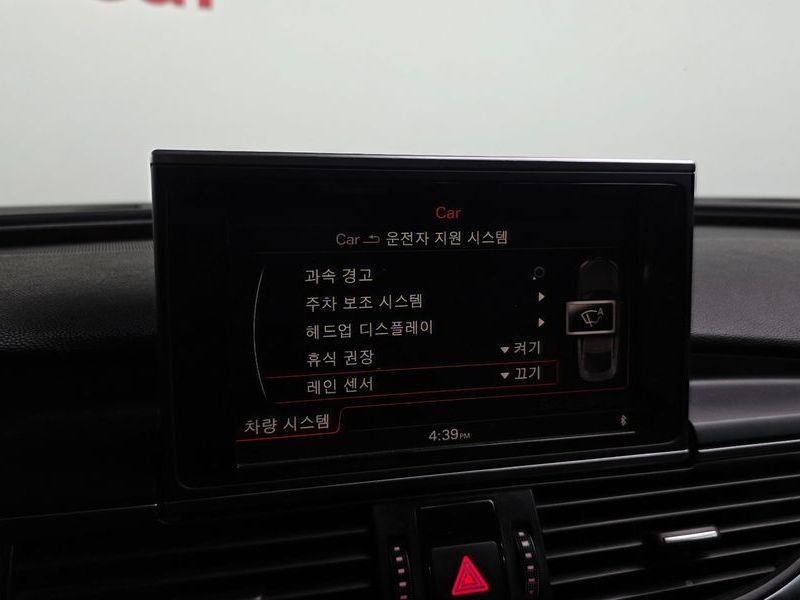 Car
Car 운전자 지원 시스템
과속 경고
주차 보조 시스템
헤드업 디스플레이
휴식 권장 켜기
레인 센서 끄기
차량 시스템
4:39PM
A